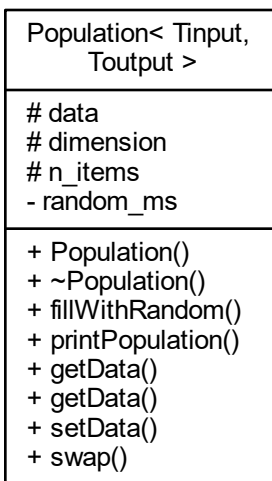 Population< Tinput,
Toutput >
# data
# dimension
# n_items
- random_ms
+ Population()
+ ~Population()
+ fillWithRandom()
+ printPopulation()
+ getData()
+ getData()
+ setData()
+ swap()